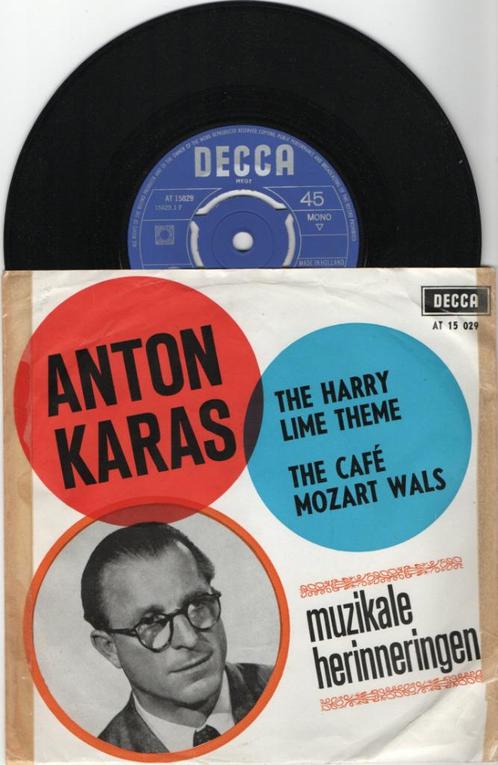 DECCA
AT 15029
45
MONO
MADE IN HOLLAND
DECCA
AT 15 029
ANTON
KARAS
THE HARRY
LIME THEME
THE CAFÉ
MOZART WALS
muzikale
herinneringen